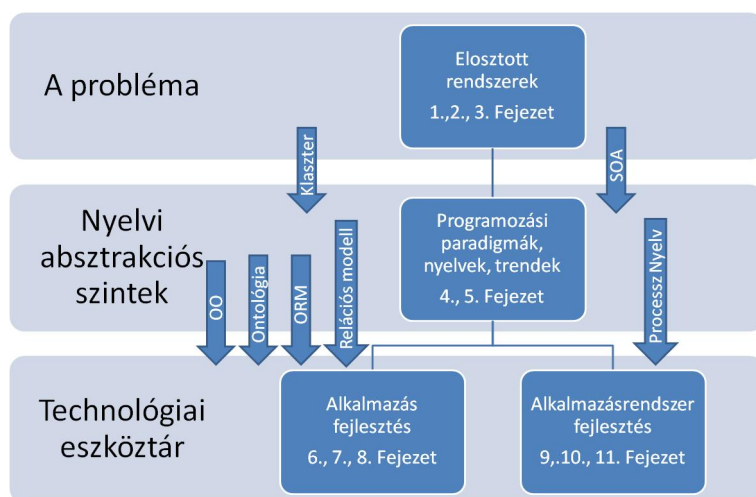 A probléma
Elosztott
rendszerek
1.,2., 3. Fejezet
Klaszter
SOA
Nyelvi
absztrakciós
szintek
Programozási
paradigmák,
nyelvek, trendek
4., 5. Fejezet
OO
Ontológia
ORM
Relációs modell
Processz Nyelv
Technológiai
eszköztár
Alkalmazás
fejlesztés
6., 7., 8. Fejezet
Alkalmazásrendszer
fejlesztés
9,.10., 11. Fejezet